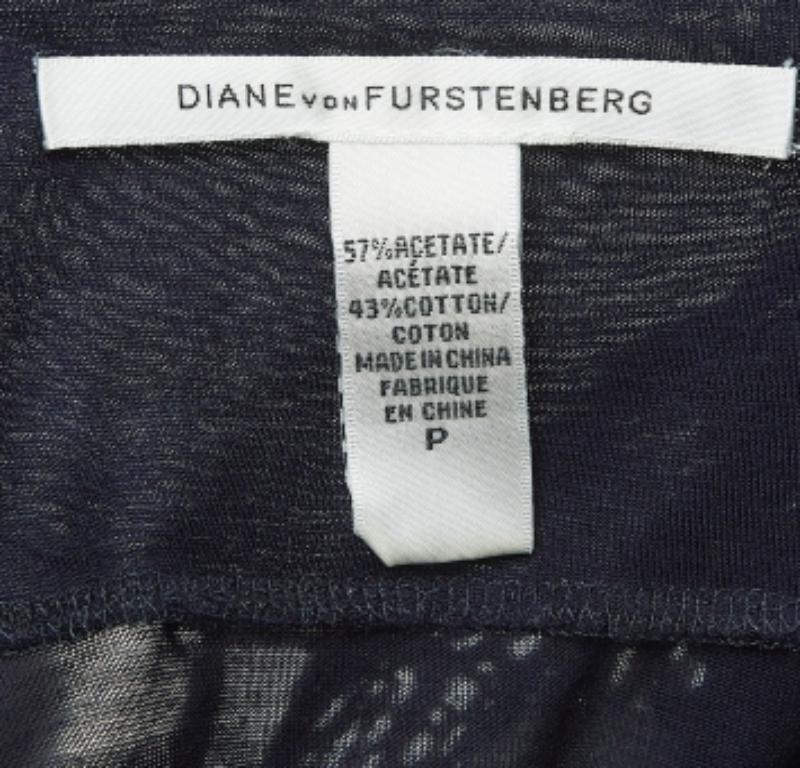 DIANE VON FURSTENBERG
57%ACETATE/
ACÉTATE
43%COTTON/
COTON
MADE IN CHINA
FABRIQUE
EN CHINE
P